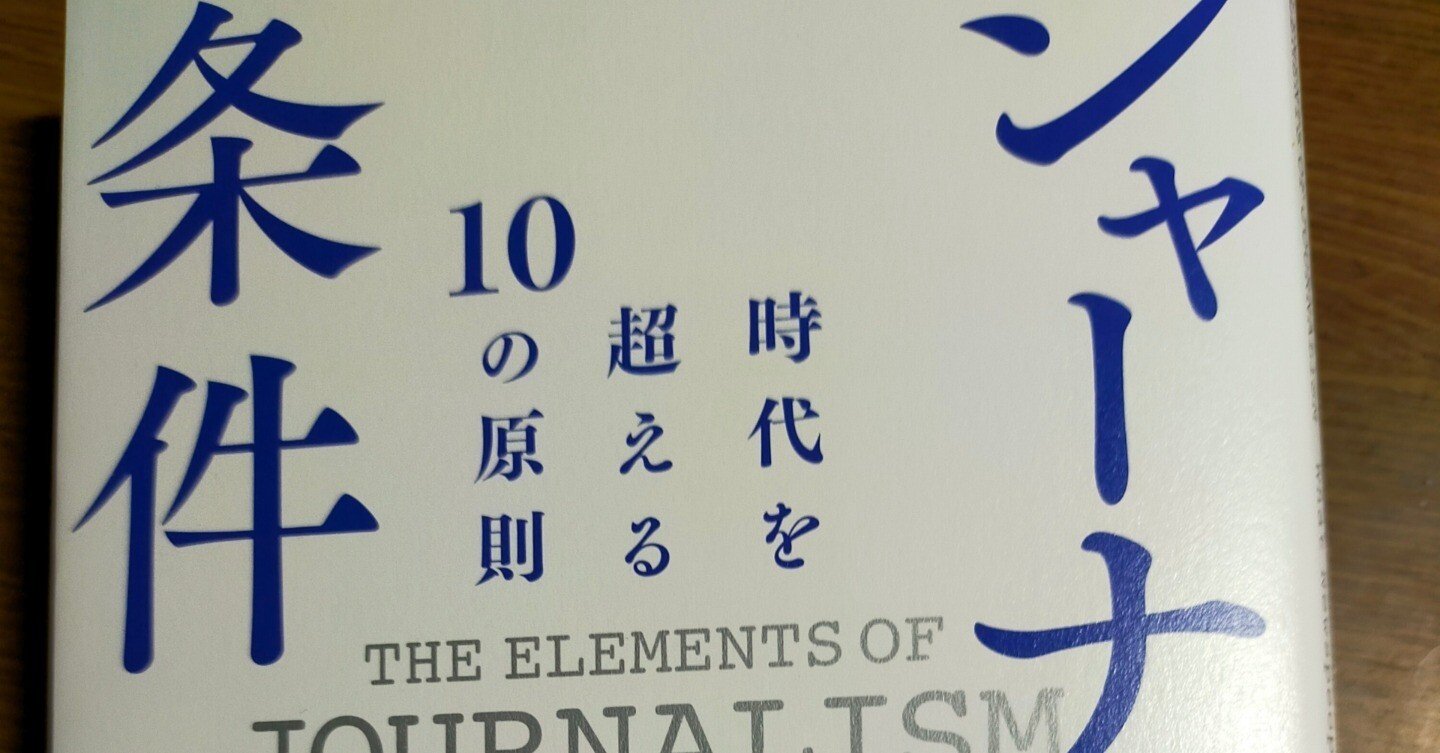 ジャーナ
条件
時代を
超える
10の原則
THE ELEMENTS OF
JOURNALISM